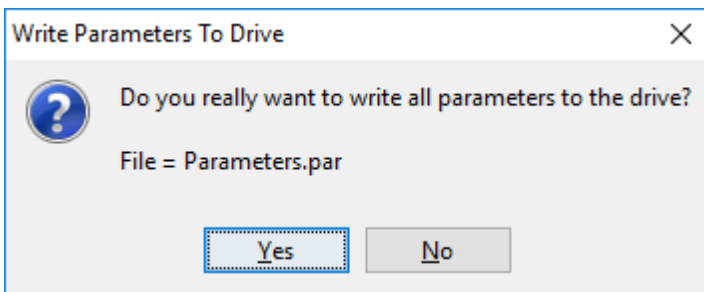 Write Parameters To Drive
Do you really want to write all parameters to the drive?
File = Parameters.par
Yes No